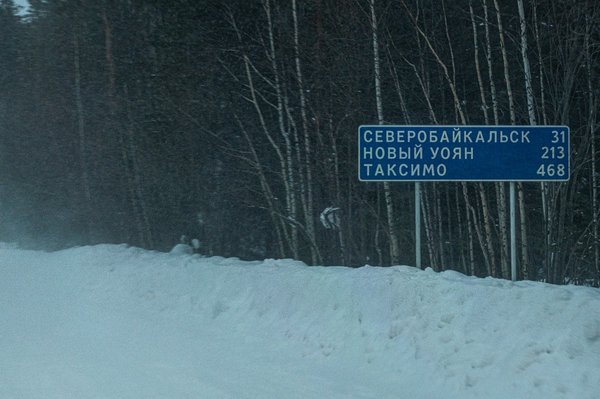 СЕВЕРОБАЙКАЛЬСК 31
НОВЫЙ УОЯН 213
ТАКСИМО 468